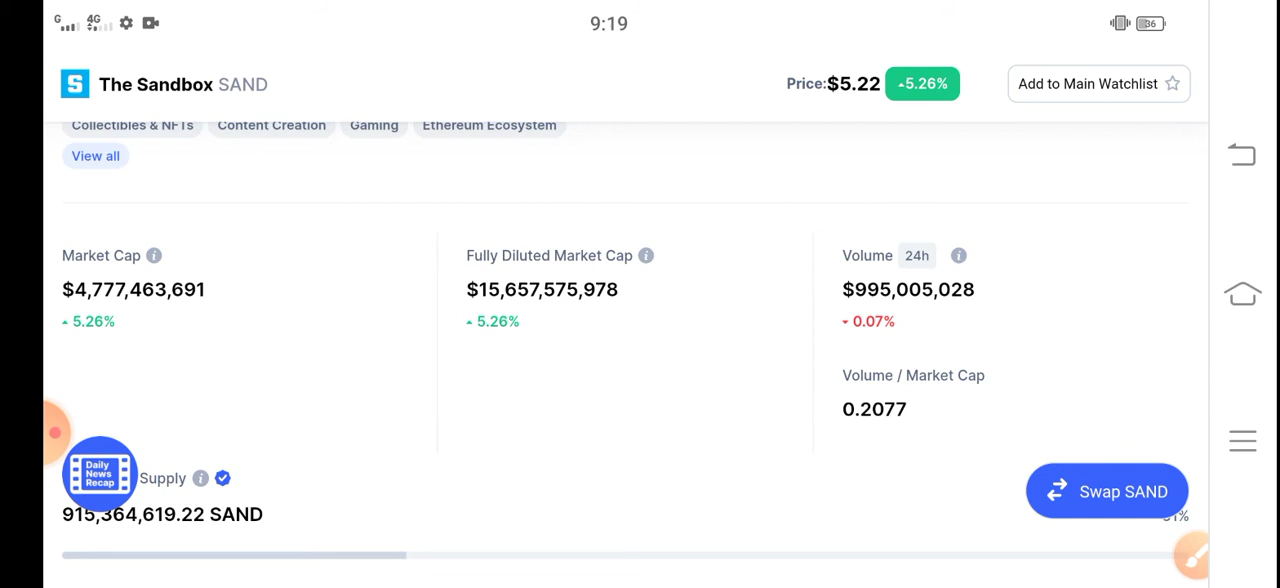 G 4G 9:19 36
The Sandbox SAND Price:$5.22 5.26% Add to Main Watchlist
Collectibles & NFTs Content Creation Gaming Ethereum Ecosystem
View all
Market Cap Fully Diluted Market Cap Volume 24h
$4,777,463,691 $15,657,575,978 $995,005,028
5.26% 5.26% 0.07%
Volume / Market Cap
0.2077
Daily
News
Recap
Supply
Swap SAND
915,364,619.22 SAND